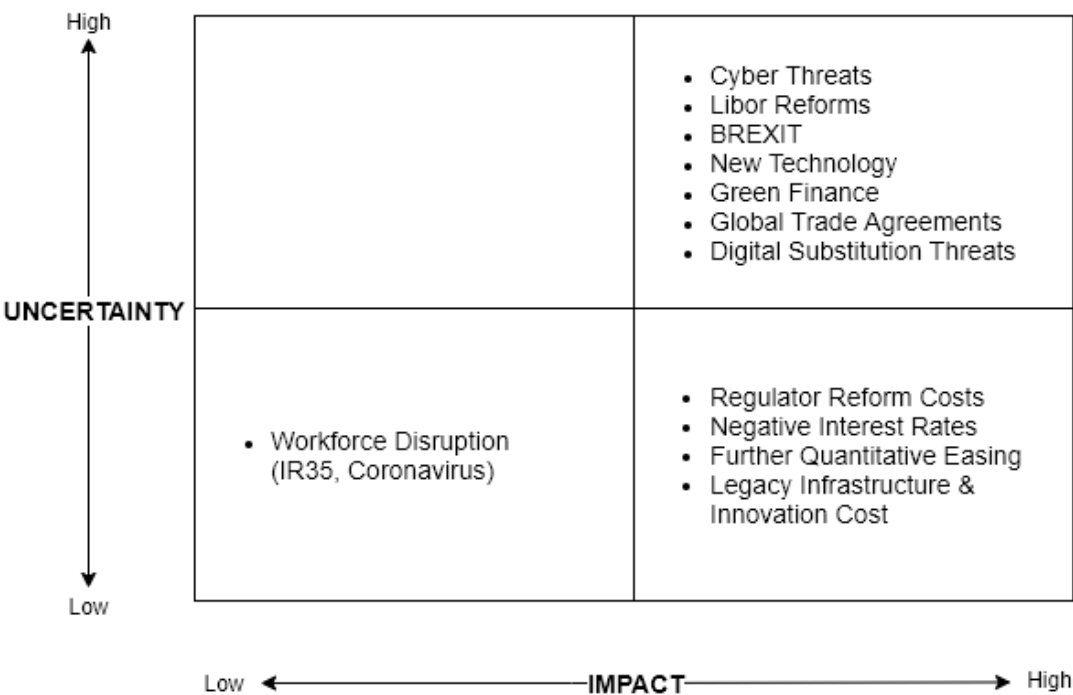 High
• Cyber Threats
• Libor Reforms
• BREXIT
• New Technology
• Green Finance
• Global Trade Agreements
• Digital Substitution Threats
UNCERTAINTY
• Workforce Disruption
(IR35, Coronavirus)
• Regulator Reform Costs
• Negative Interest Rates
• Further Quantitative Easing
• Legacy Infrastructure &
Innovation Cost
Low
Low
IMPACT
High